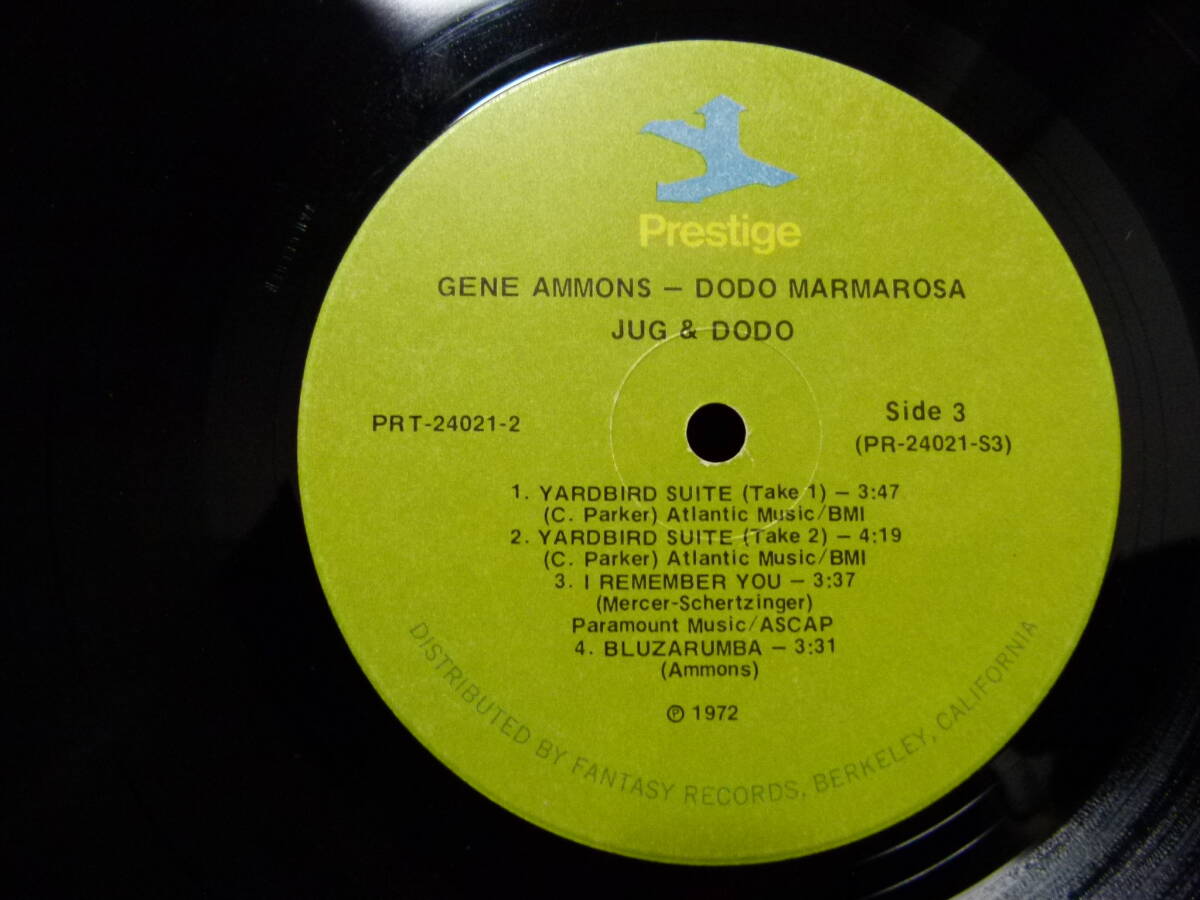 Prestige
GENE AMMONS — DODO MARMAROSA
JUG & DODO
PRT-24021-2
Side 3
(PR-24021-S3)
1. YARDBIRD SUITE (Take 1) — 3:47
(C. Parker) Atlantic Music/BMI
2. YARDBIRD SUITE (Take 2) — 4:19
(C. Parker) Atlantic Music/BMI
3. I REMEMBER YOU — 3:37
(Mercer-Schertzinger)
Paramount Music/ASCAP
4. BLUZARUMBA — 3:31
(Ammons)
℗ 1972
DISTRIBUTED BY FANTASY RECORDS, BERKELEY, CALIFORNIA